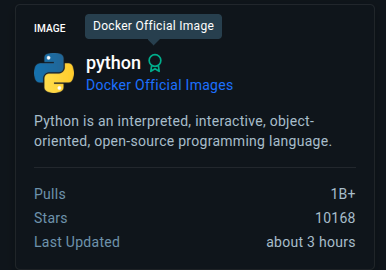 Docker Official Image
IMAGE
python
Docker Official Images
Python is an interpreted, interactive, object-
oriented, open-source programming language.
Pulls 1B+
Stars 10168
Last Updated about 3 hours